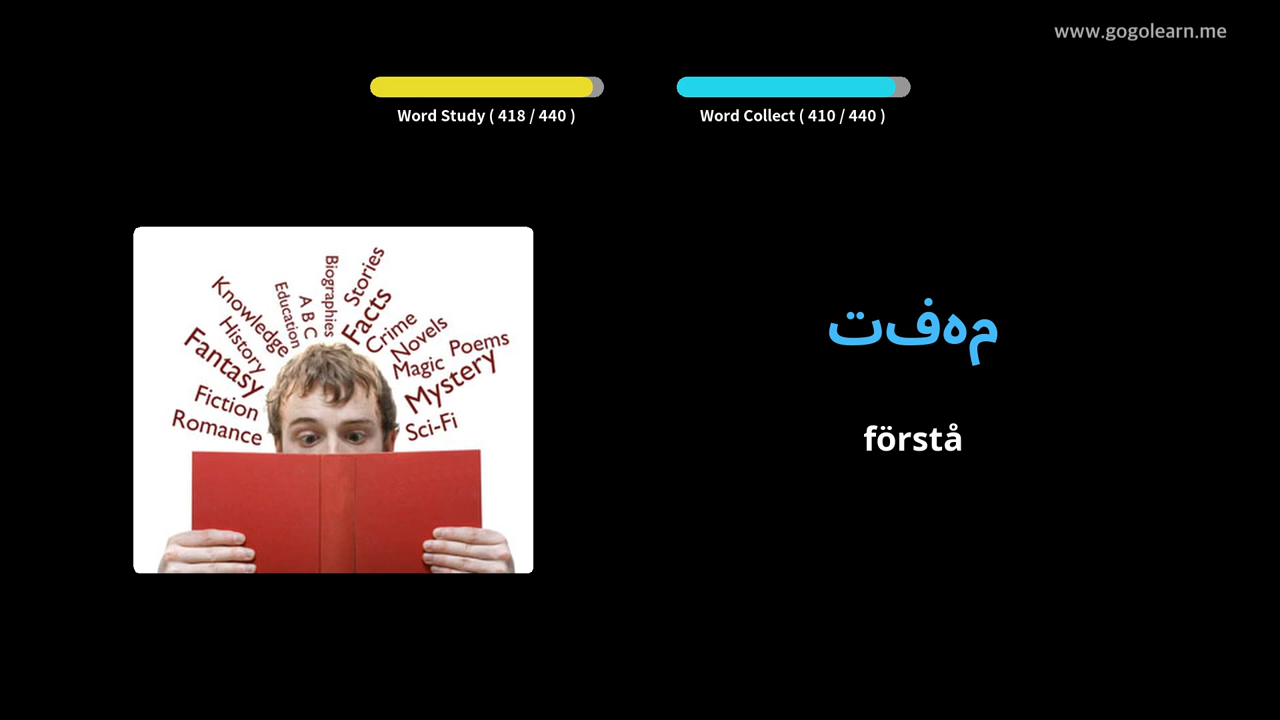 www.gogolearn.me
Word Study ( 418 / 440 )
Word Collect ( 410 / 440 )
Knowledge
Education
A B C
Biographies
Stories
Facts
History
Crime
Novels
Fantasy
Magic
Poems
Mystery
Fiction
Romance
Sci-Fi
مهفت
förstå